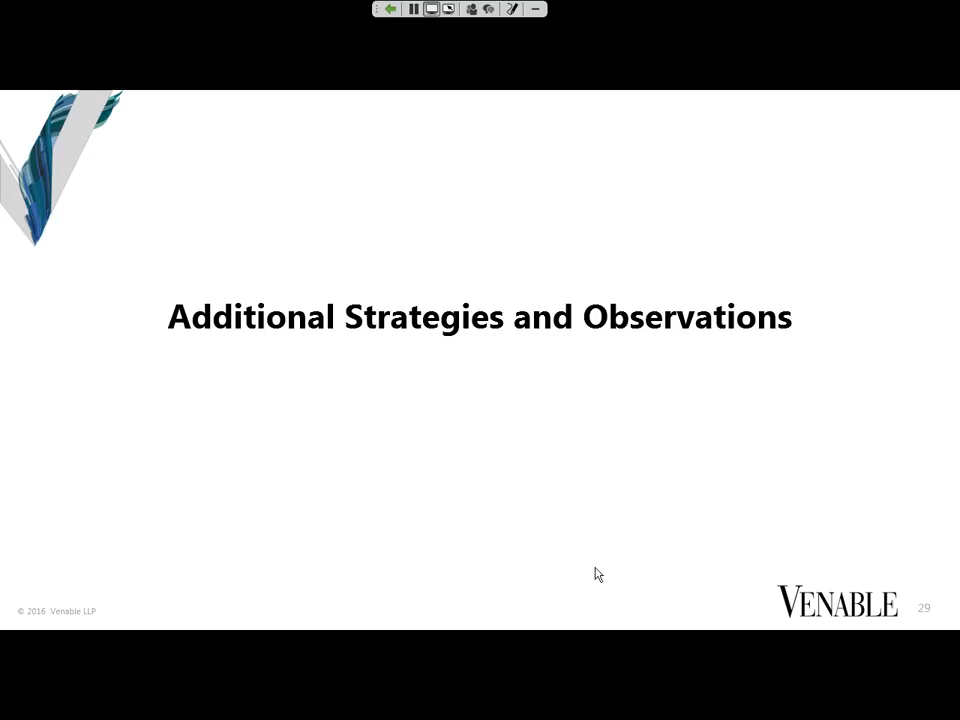 Additional Strategies and Observations
© 2016 Venable LLP
VENABLE
29